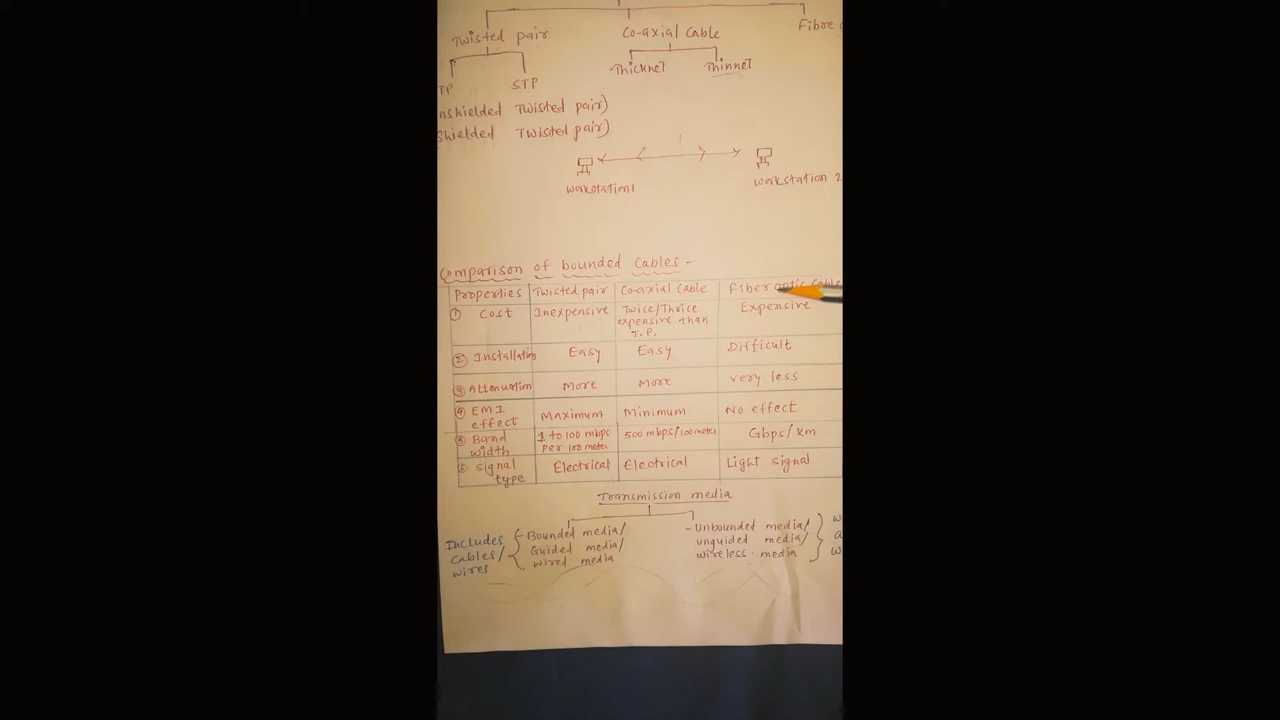 Twisted pair Co-axial Cable Fibre
TP STP Thicknet Thinnet
nshielded Twisted pair)
shielded Twisted pair)
workstation1 workstation 2
Comparison of bounded Cables -
Properties Twisted pair Co-axial Cable Fiber optic Cable
① Cost Inexpensive Twice/Thrice Expensive
expensive than
T.P.
② Installation Easy Easy Difficult
③ Attenuation More More very less
④ EMI Maximum Minimum No effect
effect
⑤ Band 1 to 100 mbps 500 mbps/100meter Gbps/km
width per 100 meter
⑥ signal Electrical Electrical Light signal
type
Transmission media
Includes - Bounded media/ - Unbounded media/
cables/ Guided media/ unguided media/
wires wired media wireless media